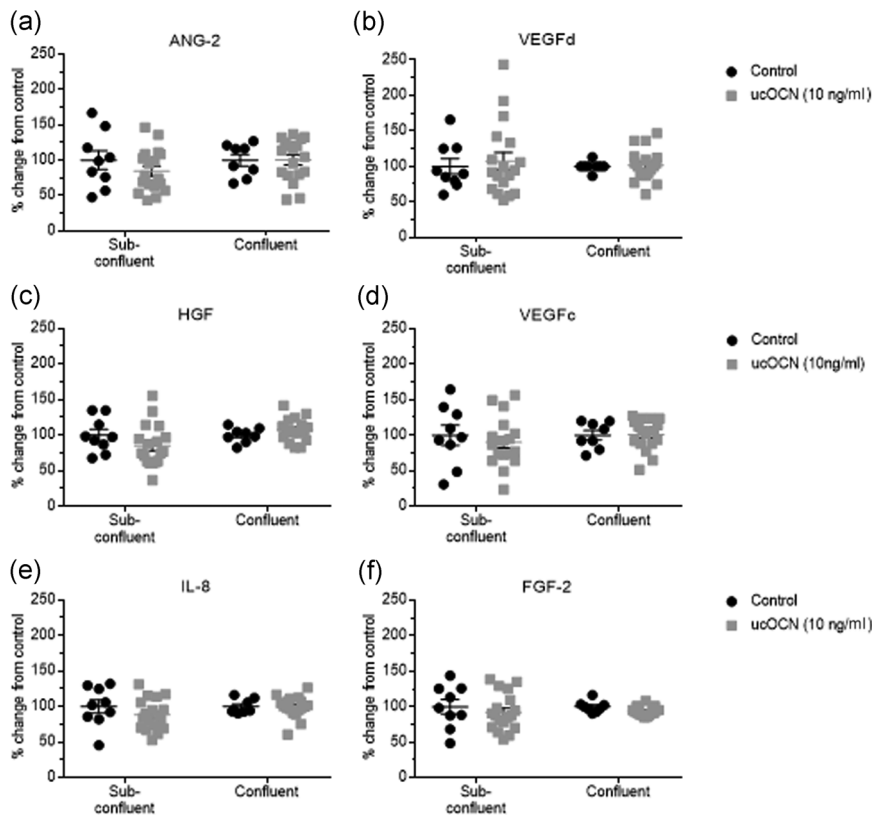 (a)
ANG-2
% change from control
250
200
150
100
50
0
Sub-
confluent
Confluent
(b)
VEGFd
% change from control
250
200
150
100
50
0
Sub-
confluent
Confluent
Control
ucOCN (10 ng/ml)
(c)
HGF
% change from control
250
200
150
100
50
0
Sub-
confluent
Confluent
(d)
VEGFc
% change from control
250
200
150
100
50
0
Sub-
confluent
Confluent
Control
ucOCN (10ng/ml)
(e)
IL-8
% change from control
250
200
150
100
50
0
Sub-
confluent
Confluent
(f)
FGF-2
% change from control
250
200
150
100
50
0
Sub-
confluent
Confluent
Control
ucOCN (10 ng/ml)